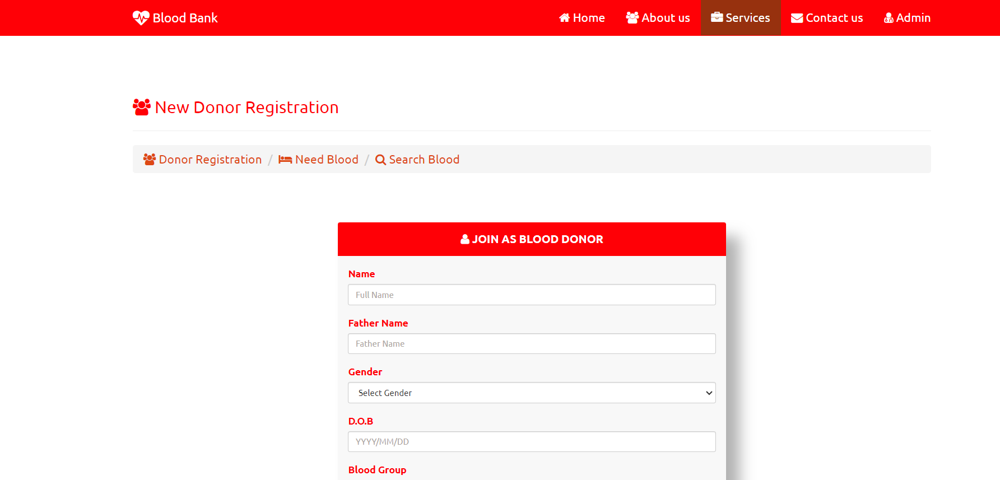 Blood Bank Home About us Services Contact us Admin
New Donor Registration
Donor Registration / Need Blood / Search Blood
JOIN AS BLOOD DONOR
Name
Full Name
Father Name
Father Name
Gender
Select Gender
D.O.B
YYYY/MM/DD
Blood Group